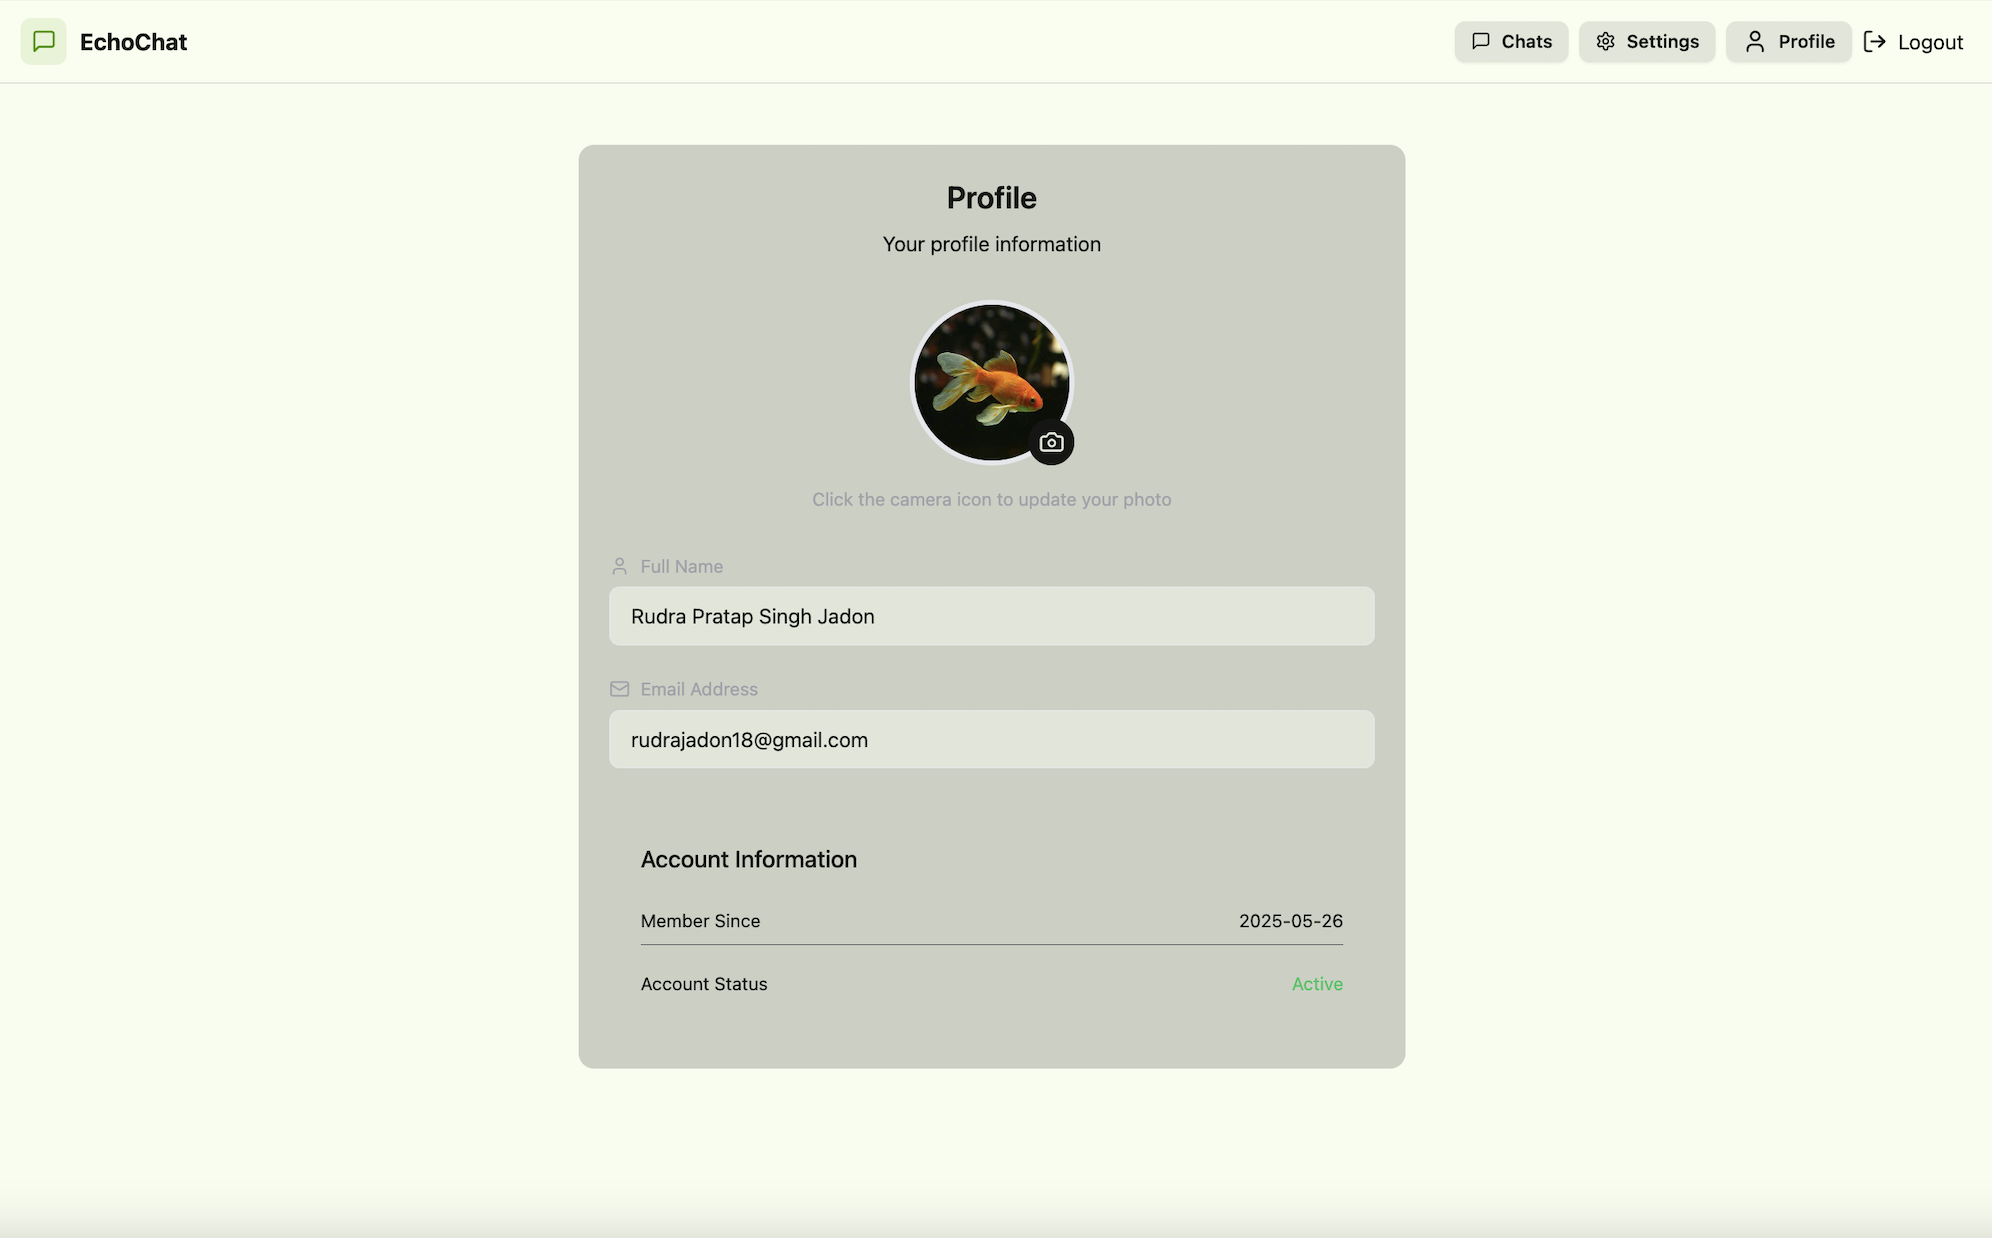 EchoChat
Chats
Settings
Profile
Logout
Profile
Your profile information
Click the camera icon to update your photo
Full Name
Rudra Pratap Singh Jadon
Email Address
rudrajadon18@gmail.com
Account Information
Member Since 2025-05-26
Account Status Active